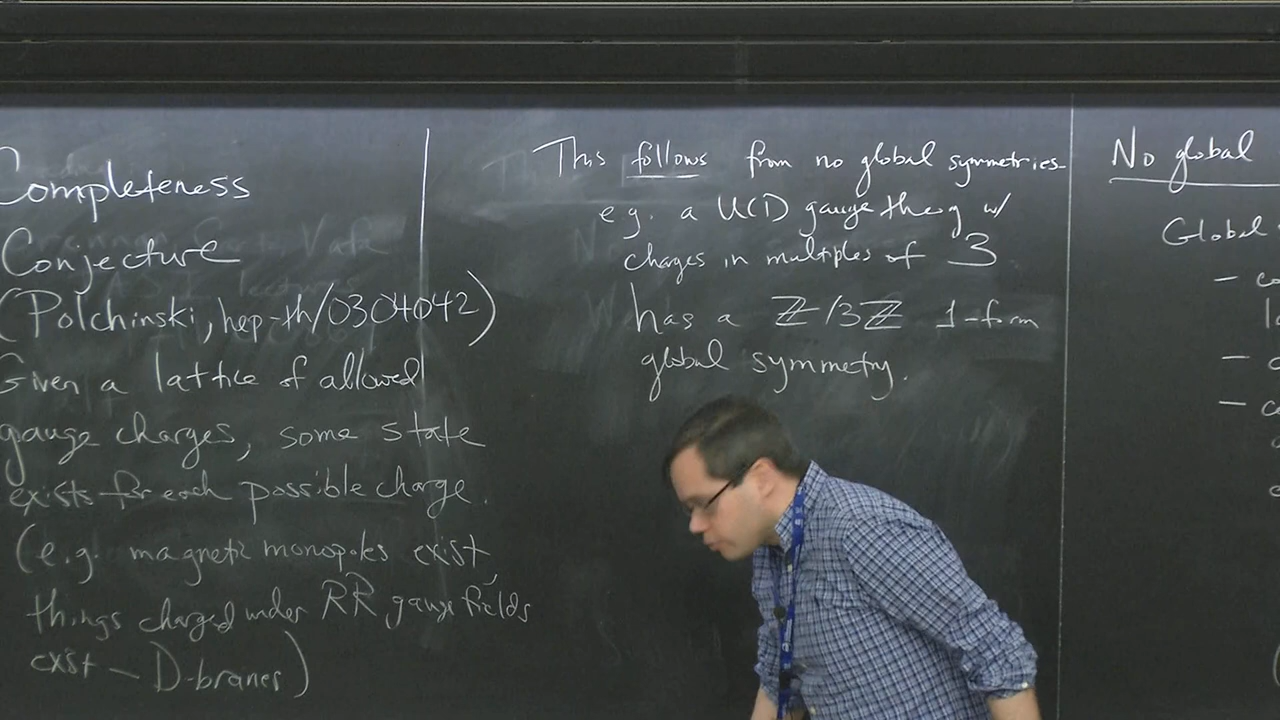 Completeness
Conjecture
(Polchinski, hep-th/0304042)
Given a lattice of allowed
gauge charges, some state
exists for each possible charge.
(e.g. magnetic monopoles exist,
things charged under RR gauge fields
exist – D-branes)
This follows from no global symmetries
e.g. a U(1) gauge theory w/
charges in multiples of 3
has a ℤ/3ℤ 1-form
global symmetry.
No global
Global